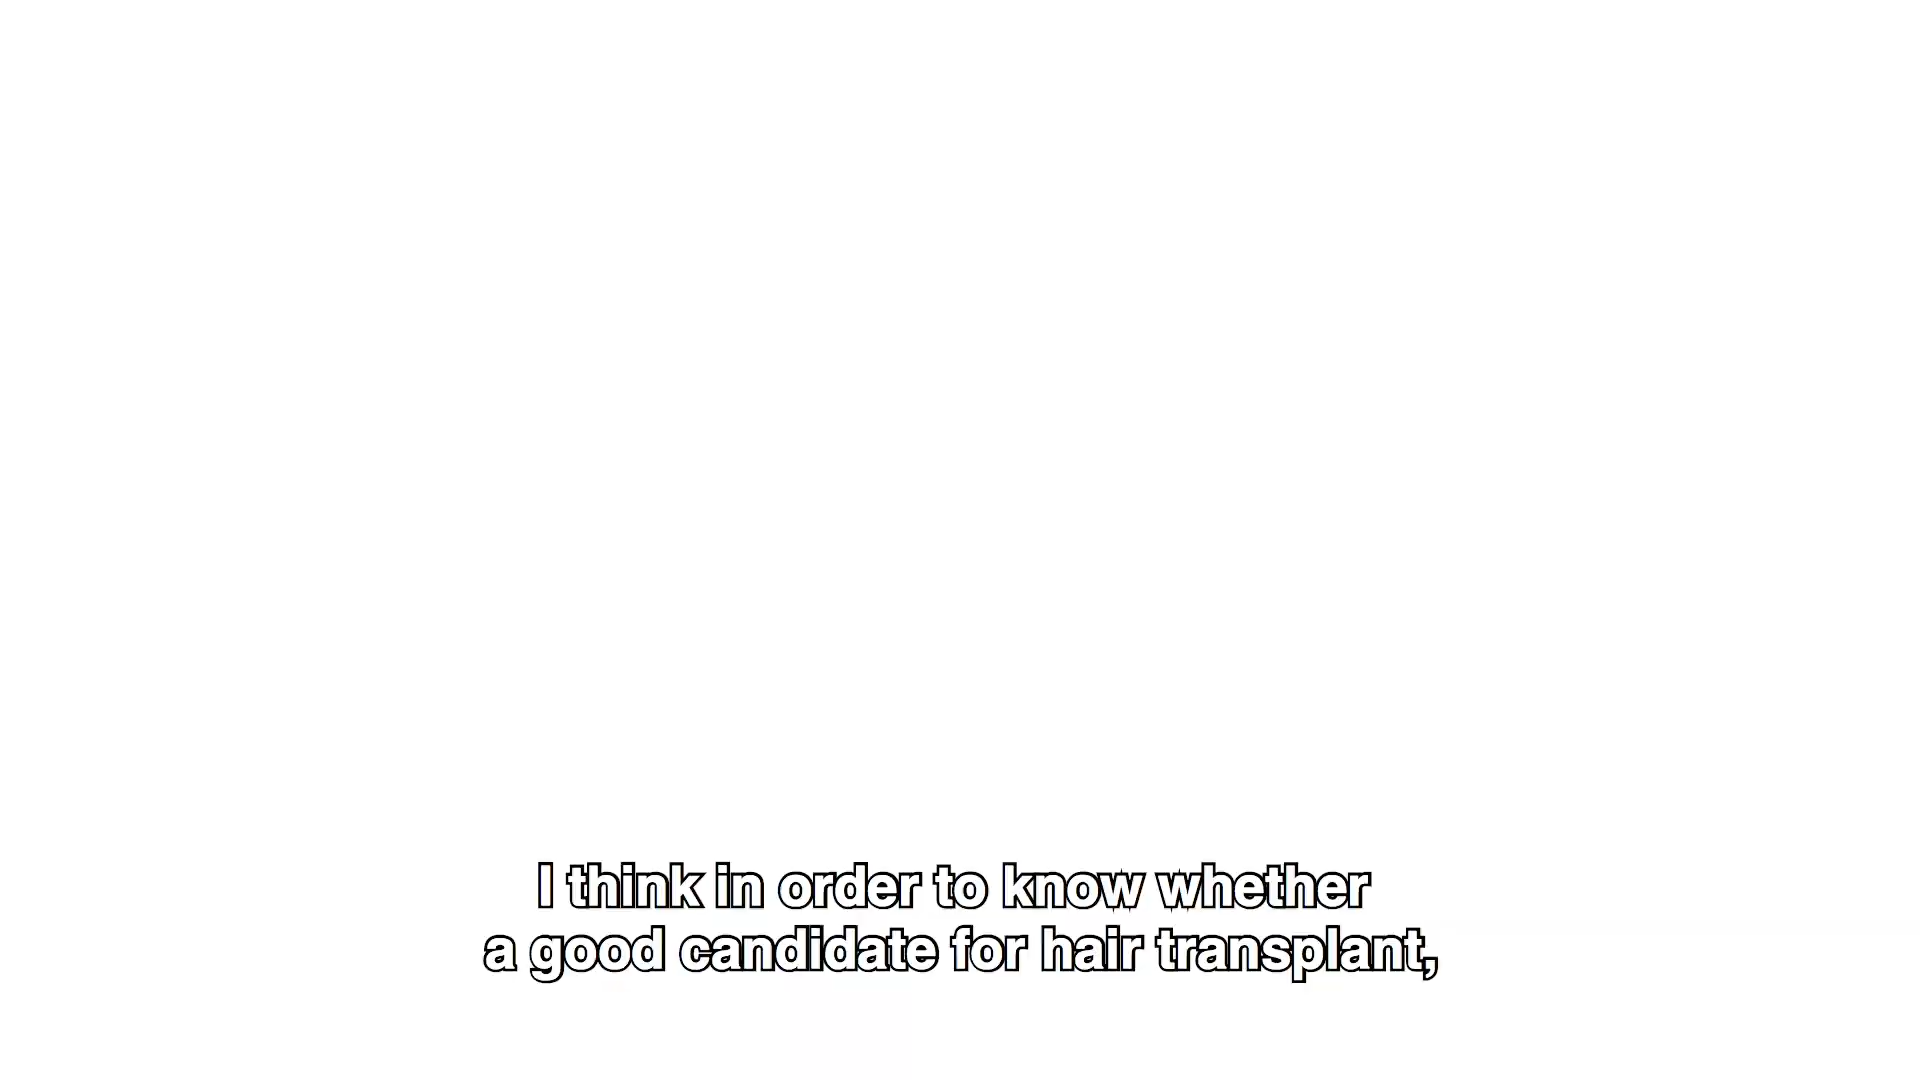 I think in order to know whether
a good candidate for hair transplant,